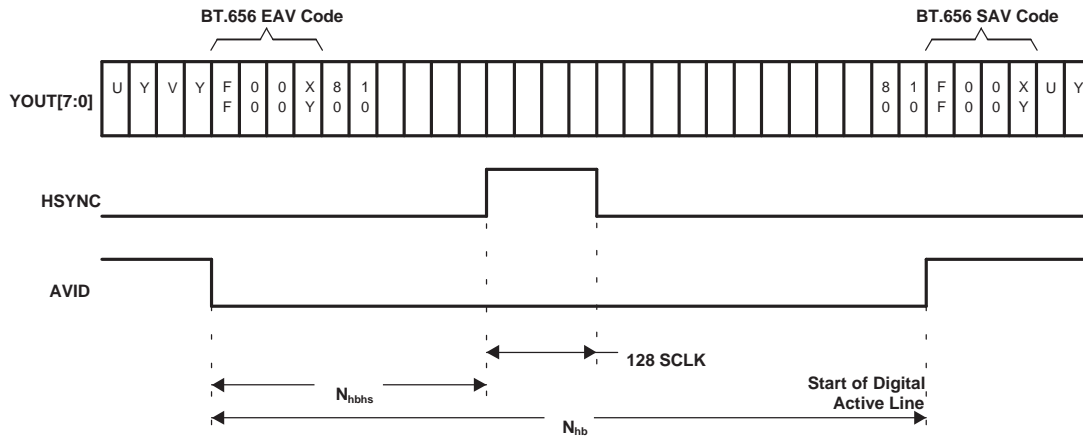 BT.656 EAV Code
BT.656 SAV Code
YOUT[7:0]
U Y V Y F 0 0 X 8 1 8 1 F 0 0 X U Y
F 0 0 Y 0 0 0 0 F 0 0 Y
HSYNC
AVID
128 SCLK
Nhbhs
Start of Digital
Active Line
Nhb